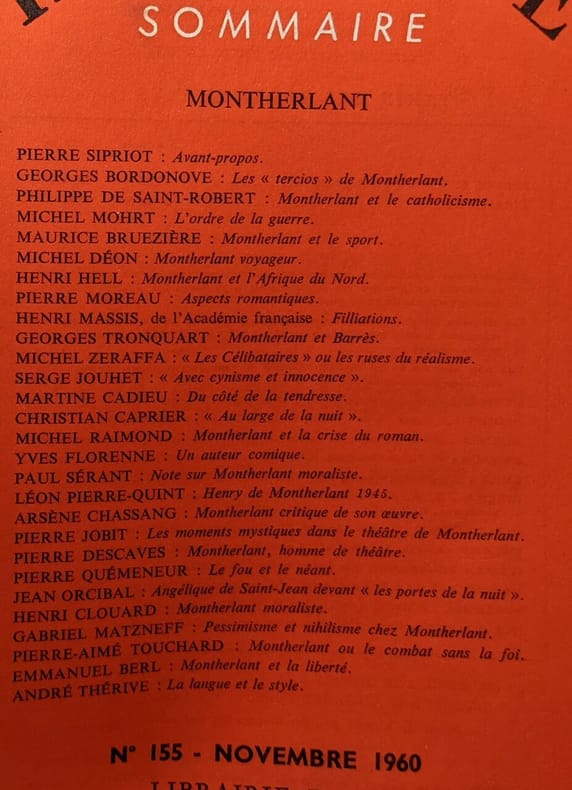 SOMMAIRE
MONTHERLANT
PIERRE SIPRIOT : Avant-propos.
GEORGES BORDONOVE : Les « tercios » de Montherlant.
PHILIPPE DE SAINT-ROBERT : Montherlant et le catholicisme.
MICHEL MOHRT : L'ordre de la guerre.
MAURICE BRUEZIÈRE : Montherlant et le sport.
MICHEL DÉON : Montherlant voyageur.
HENRI HELL : Montherlant et l'Afrique du Nord.
PIERRE MOREAU : Aspects romantiques.
HENRI MASSIS, de l'Académie française : Filliations.
GEORGES TRONQUART : Montherlant et Barrès.
MICHEL ZERAFFA : « Les Célibataires » ou les ruses du réalisme.
SERGE JOUHET : « Avec cynisme et innocence ».
MARTINE CADIEU : Du côté de la tendresse.
CHRISTIAN CAPRIER : « Au large de la nuit ».
MICHEL RAIMOND : Montherlant et la crise du roman.
YVES FLORENNE : Un auteur comique.
PAUL SÉRANT : Note sur Montherlant moraliste.
LÉON PIERRE-QUINT : Henry de Montherlant 1945.
ARSÈNE CHASSANG : Montherlant critique de son œuvre.
PIERRE JOBIT : Les moments mystiques dans le théâtre de Montherlant.
PIERRE DESCAVES : Montherlant, homme de théâtre.
PIERRE QUÉMENEUR : Le fou et le néant.
JEAN ORCIBAL : Angélique de Saint-Jean devant « les portes de la nuit ».
HENRI CLOUARD : Montherlant moraliste.
GABRIEL MATZNEFF : Pessimisme et nihilisme chez Montherlant.
PIERRE-AIMÉ TOUCHARD : Montherlant ou le combat sans la foi.
EMMANUEL BERL : Montherlant et la liberté.
ANDRÉ THÉRIVE : La langue et le style.
N° 155 - NOVEMBRE 1960
LIBRAIRIE